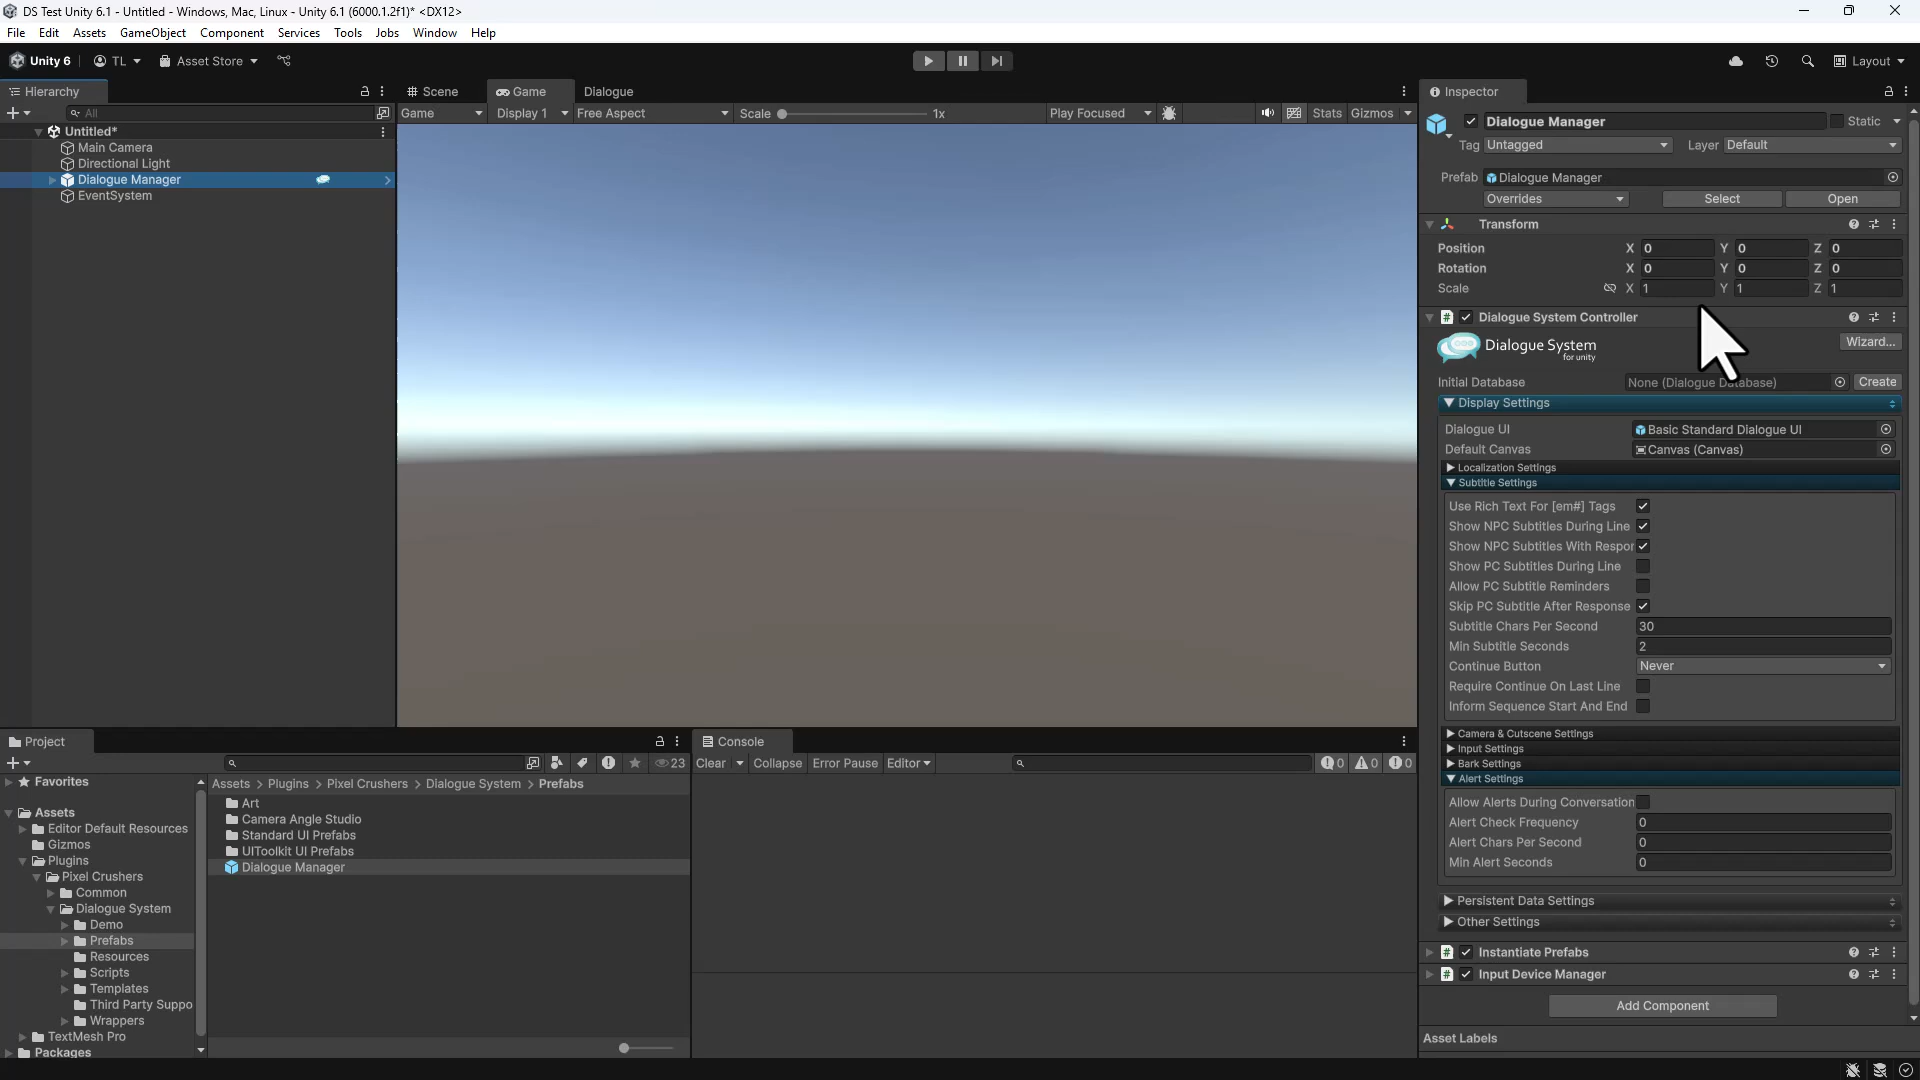 DS Test Unity 6.1 - Untitled - Windows, Mac, Linux - Unity 6.1 (6000.1.2f1)* <DX12>
File Edit Assets GameObject Component Services Tools Jobs Window Help
Unity 6 TL Asset Store Layout
Hierarchy
All
Untitled*
Main Camera
Directional Light
Dialogue Manager
EventSystem
Scene Game Dialogue
Game Display 1 Free Aspect Scale 1x Play Focused Stats Gizmos
Inspector
Dialogue Manager Static
Tag Untagged Layer Default
Prefab Dialogue Manager
Overrides Select Open
Transform
Position X 0 Y 0 Z 0
Rotation X 0 Y 0 Z 0
Scale X 1 Y 1 Z 1
Dialogue System Controller
Dialogue System
for unity
Wizard...
Initial Database None (Dialogue Database) Create
Display Settings
Dialogue UI Basic Standard Dialogue UI
Default Canvas Canvas (Canvas)
Localization Settings
Subtitle Settings
Use Rich Text For [em#] Tags
Show NPC Subtitles During Line
Show NPC Subtitles With Respor
Show PC Subtitles During Line
Allow PC Subtitle Reminders
Skip PC Subtitle After Response
Subtitle Chars Per Second 30
Min Subtitle Seconds 2
Continue Button Never
Require Continue On Last Line
Inform Sequence Start And End
Camera & Cutscene Settings
Input Settings
Bark Settings
Alert Settings
Allow Alerts During Conversation
Alert Check Frequency 0
Alert Chars Per Second 0
Min Alert Seconds 0
Persistent Data Settings
Other Settings
Instantiate Prefabs
Input Device Manager
Add Component
Asset Labels
Project
23
Favorites
Assets
Editor Default Resources
Gizmos
Plugins
Pixel Crushers
Common
Dialogue System
Demo
Prefabs
Resources
Scripts
Templates
Third Party Suppo
Wrappers
TextMesh Pro
Packages
Assets > Plugins > Pixel Crushers > Dialogue System > Prefabs
Art
Camera Angle Studio
Standard UI Prefabs
UIToolkit UI Prefabs
Dialogue Manager
Console
Clear Collapse Error Pause Editor 0 0 0